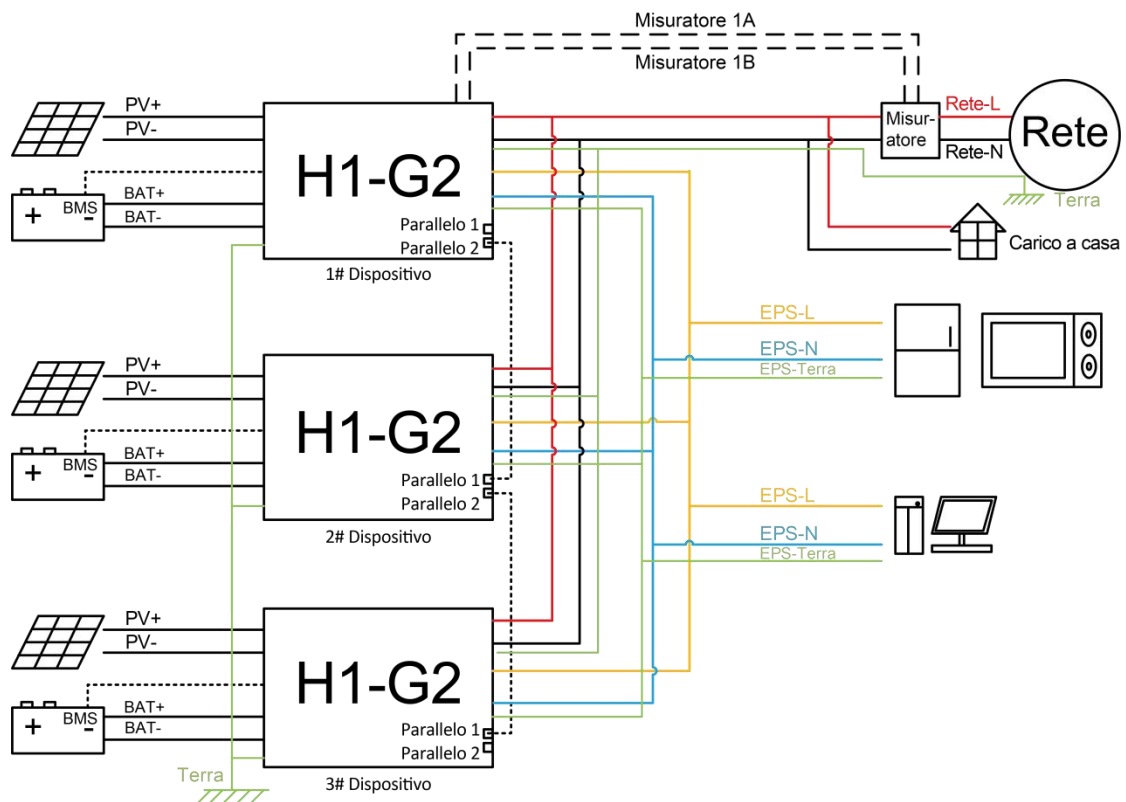 Misuratore 1A
Misuratore 1B
PV+
PV-
BMS
+
-
BAT+
BAT-
H1-G2
Parallelo 1
Parallelo 2
1# Dispositivo
Misur-
atore
Rete-L
Rete-N
Rete
Terra
Carico a casa
EPS-L
EPS-N
EPS-Terra
PV+
PV-
BMS
+
-
BAT+
BAT-
H1-G2
Parallelo 1
Parallelo 2
2# Dispositivo
EPS-L
EPS-N
EPS-Terra
PV+
PV-
BMS
+
-
BAT+
BAT-
H1-G2
Parallelo 1
Parallelo 2
3# Dispositivo
Terra